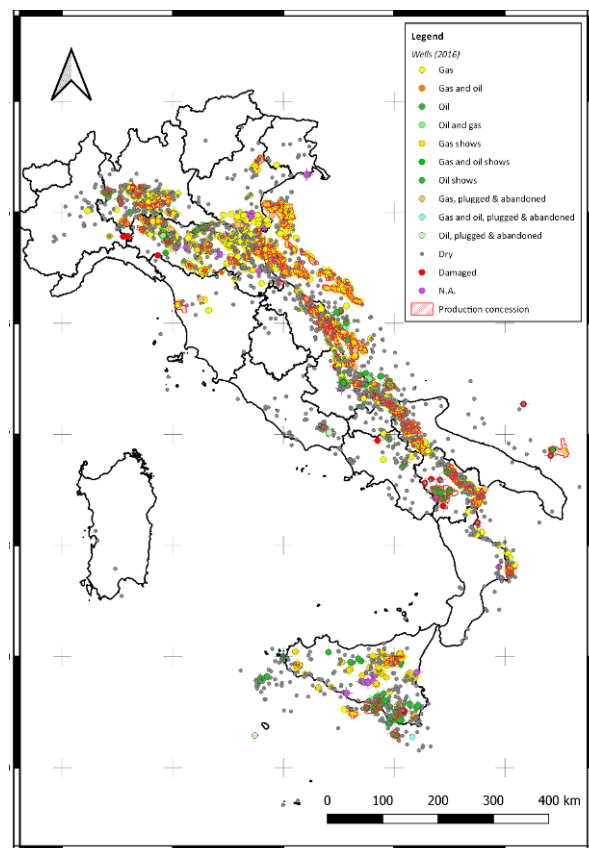 Legend
Wells (2016)
Gas
Gas and oil
Oil
Oil and gas
Gas shows
Gas and oil shows
Oil shows
Gas, plugged & abandoned
Gas and oil, plugged & abandoned
Oil, plugged & abandoned
Dry
Damaged
N.A.
Production concession
0 100 200 300 400 km